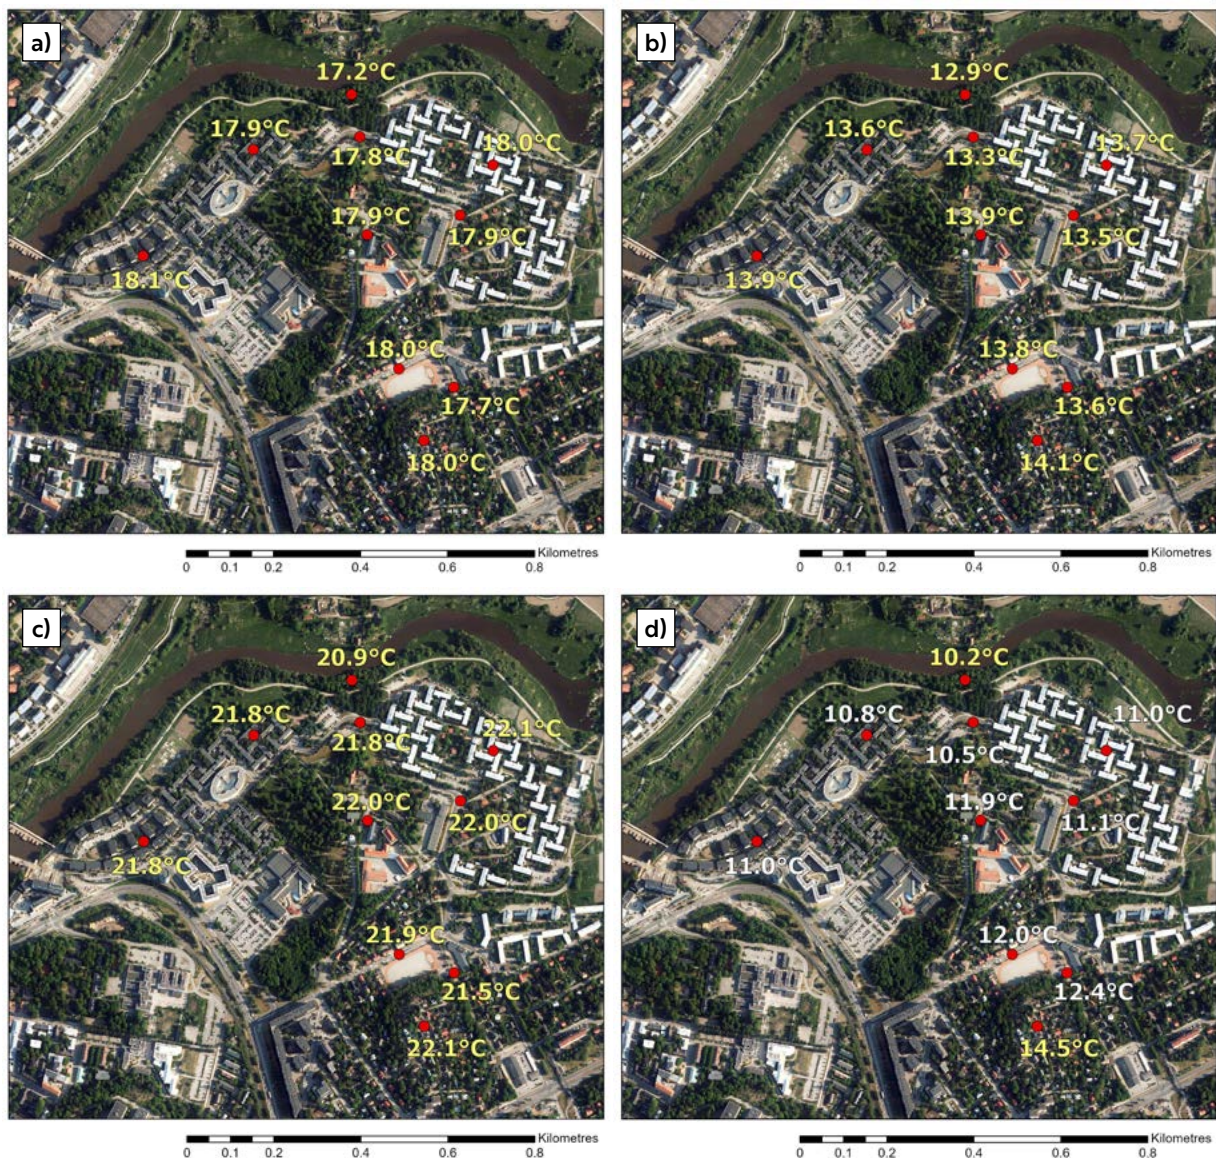 a)
17.2°C
17.9°C
17.8°C
18.0°C
17.9°C
17.9°C
18.1°C
18.0°C
17.7°C
18.0°C
Kilometres
0 0.1 0.2 0.4 0.6 0.8
b)
12.9°C
13.6°C
13.3°C
13.7°C
13.9°C
13.5°C
13.9°C
13.8°C
13.6°C
14.1°C
Kilometres
0 0.1 0.2 0.4 0.6 0.8
c)
20.9°C
21.8°C
21.8°C
22.1°C
22.0°C
22.0°C
21.8°C
21.9°C
21.5°C
22.1°C
Kilometres
0 0.1 0.2 0.4 0.6 0.8
d)
10.2°C
10.8°C
11.0°C
10.5°C
11.9°C
11.1°C
11.0°C
12.0°C
12.4°C
14.5°C
Kilometres
0 0.1 0.2 0.4 0.6 0.8